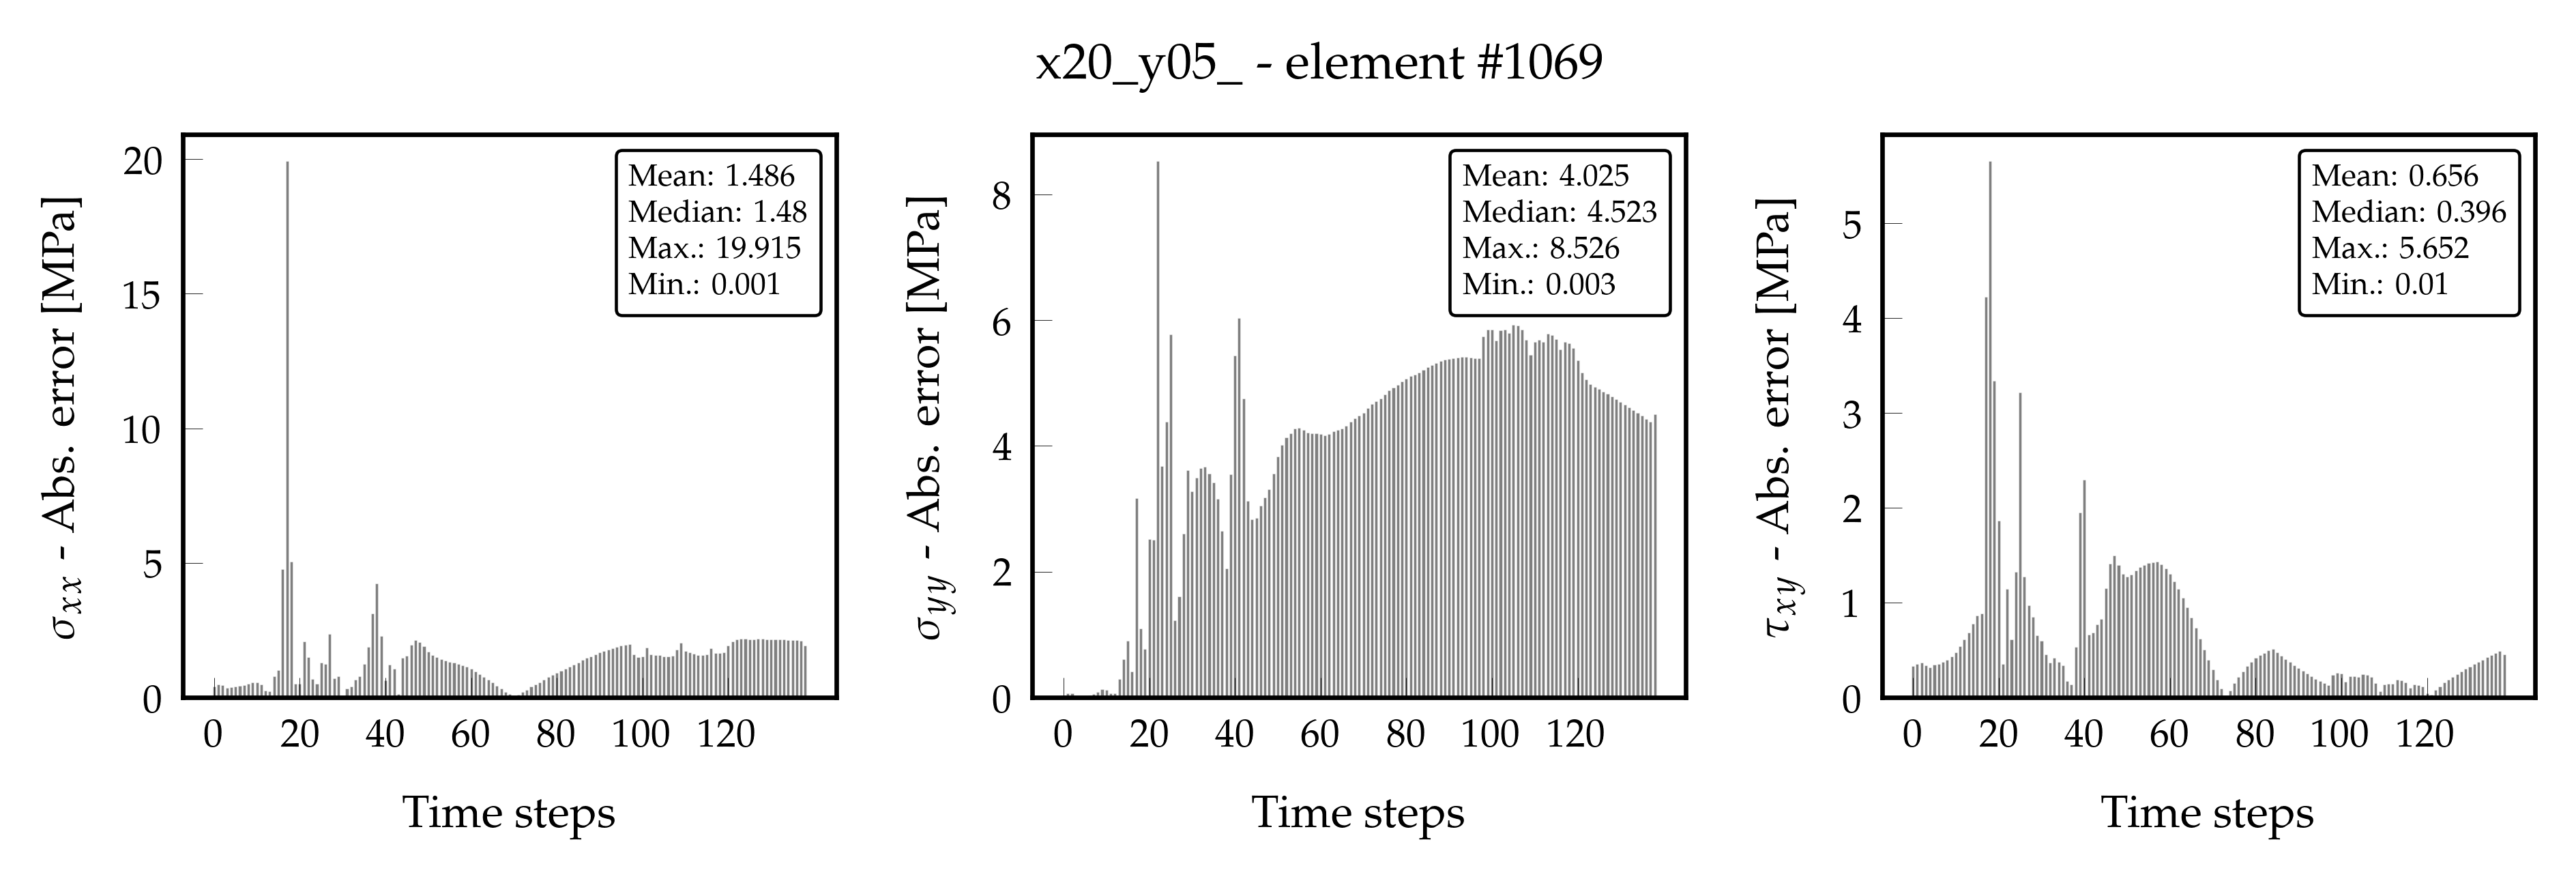 x20_y05_ - element #1069
σxx - Abs. error [MPa]
20
15
10
5
0
Mean: 1.486
Median: 1.48
Max.: 19.915
Min.: 0.001
0 20 40 60 80 100 120
Time steps
σyy - Abs. error [MPa]
8
6
4
2
0
Mean: 4.025
Median: 4.523
Max.: 8.526
Min.: 0.003
0 20 40 60 80 100 120
Time steps
τxy - Abs. error [MPa]
5
4
3
2
1
0
Mean: 0.656
Median: 0.396
Max.: 5.652
Min.: 0.01
0 20 40 60 80 100 120
Time steps